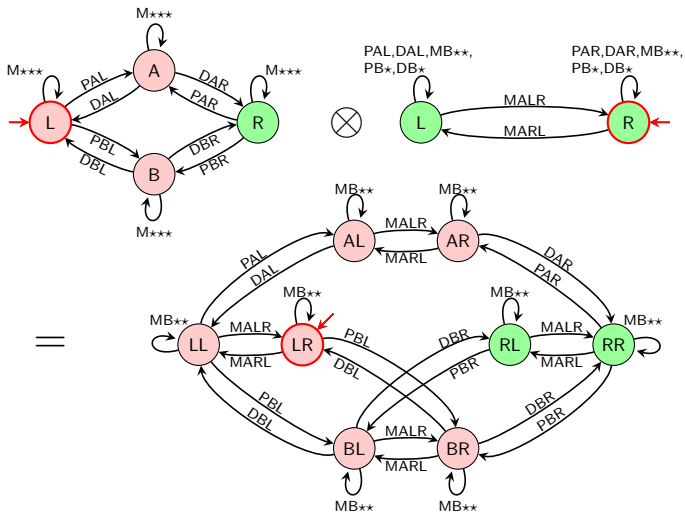 M⋆⋆⋆
A
M⋆⋆⋆
PAL
DAL
DAR
PAR
M⋆⋆⋆
L
R
PBL
DBL
DBR
PBR
B
M⋆⋆⋆
⊗
PAL,DAL,MB⋆⋆,
PB⋆,DB⋆
PAR,DAR,MB⋆⋆,
PB⋆,DB⋆
L
MALR
MARL
R
=
MB⋆⋆
MB⋆⋆
AL
MALR
MARL
AR
PAL
DAL
DAR
PAR
MB⋆⋆
MB⋆⋆
MB⋆⋆
MB⋆⋆
LL
MALR
MARL
LR
PBL
DBL
DBR
PBR
RL
MALR
MARL
RR
PBL
DBL
DBR
PBR
BL
MALR
MARL
BR
MB⋆⋆
MB⋆⋆